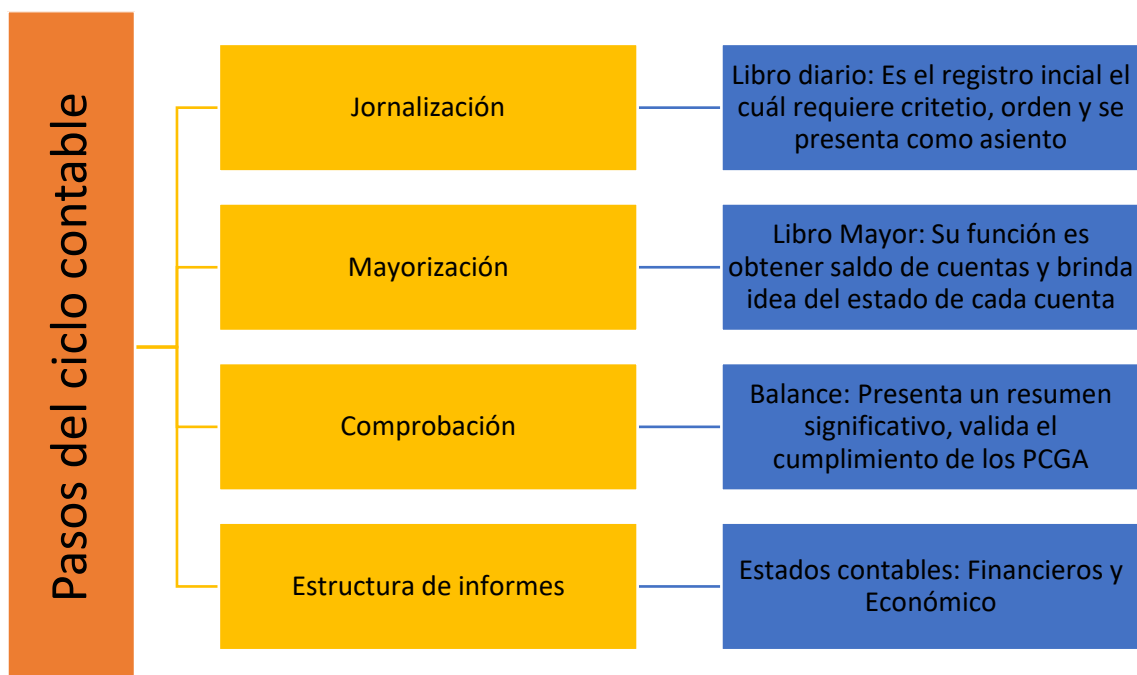 Pasos del ciclo contable
Jornalización
Libro diario: Es el registro incial el
cuál requiere critetio, orden y se
presenta como asiento
Mayorización
Libro Mayor: Su función es
obtener saldo de cuentas y brinda
idea del estado de cada cuenta
Comprobación
Balance: Presenta un resumen
significativo, valida el
cumplimiento de los PCGA
Estructura de informes
Estados contables: Financieros y
Económico